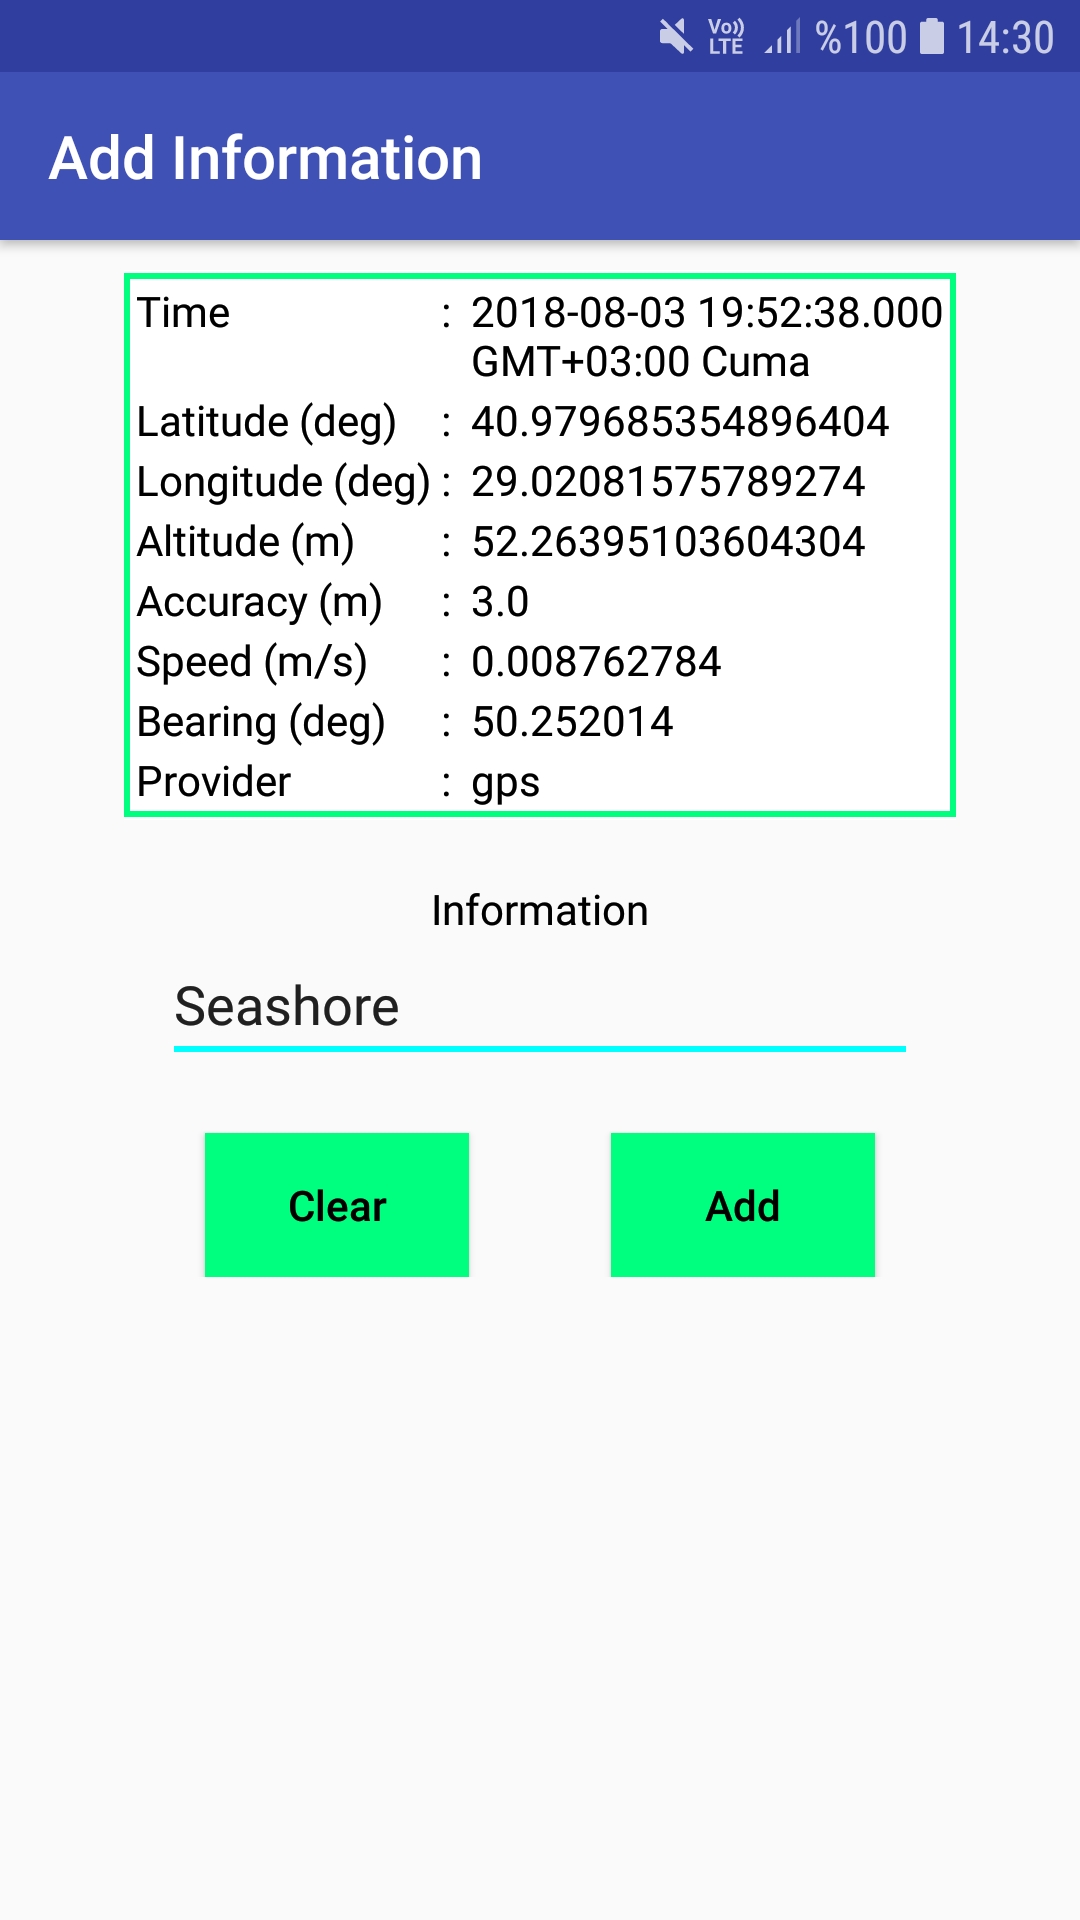 Vo)) LTE %100 14:30
Add Information
Time : 2018-08-03 19:52:38.000
GMT+03:00 Cuma
Latitude (deg) : 40.979685354896404
Longitude (deg) : 29.02081575789274
Altitude (m) : 52.26395103604304
Accuracy (m) : 3.0
Speed (m/s) : 0.008762784
Bearing (deg) : 50.252014
Provider : gps
Information
Seashore
Clear Add